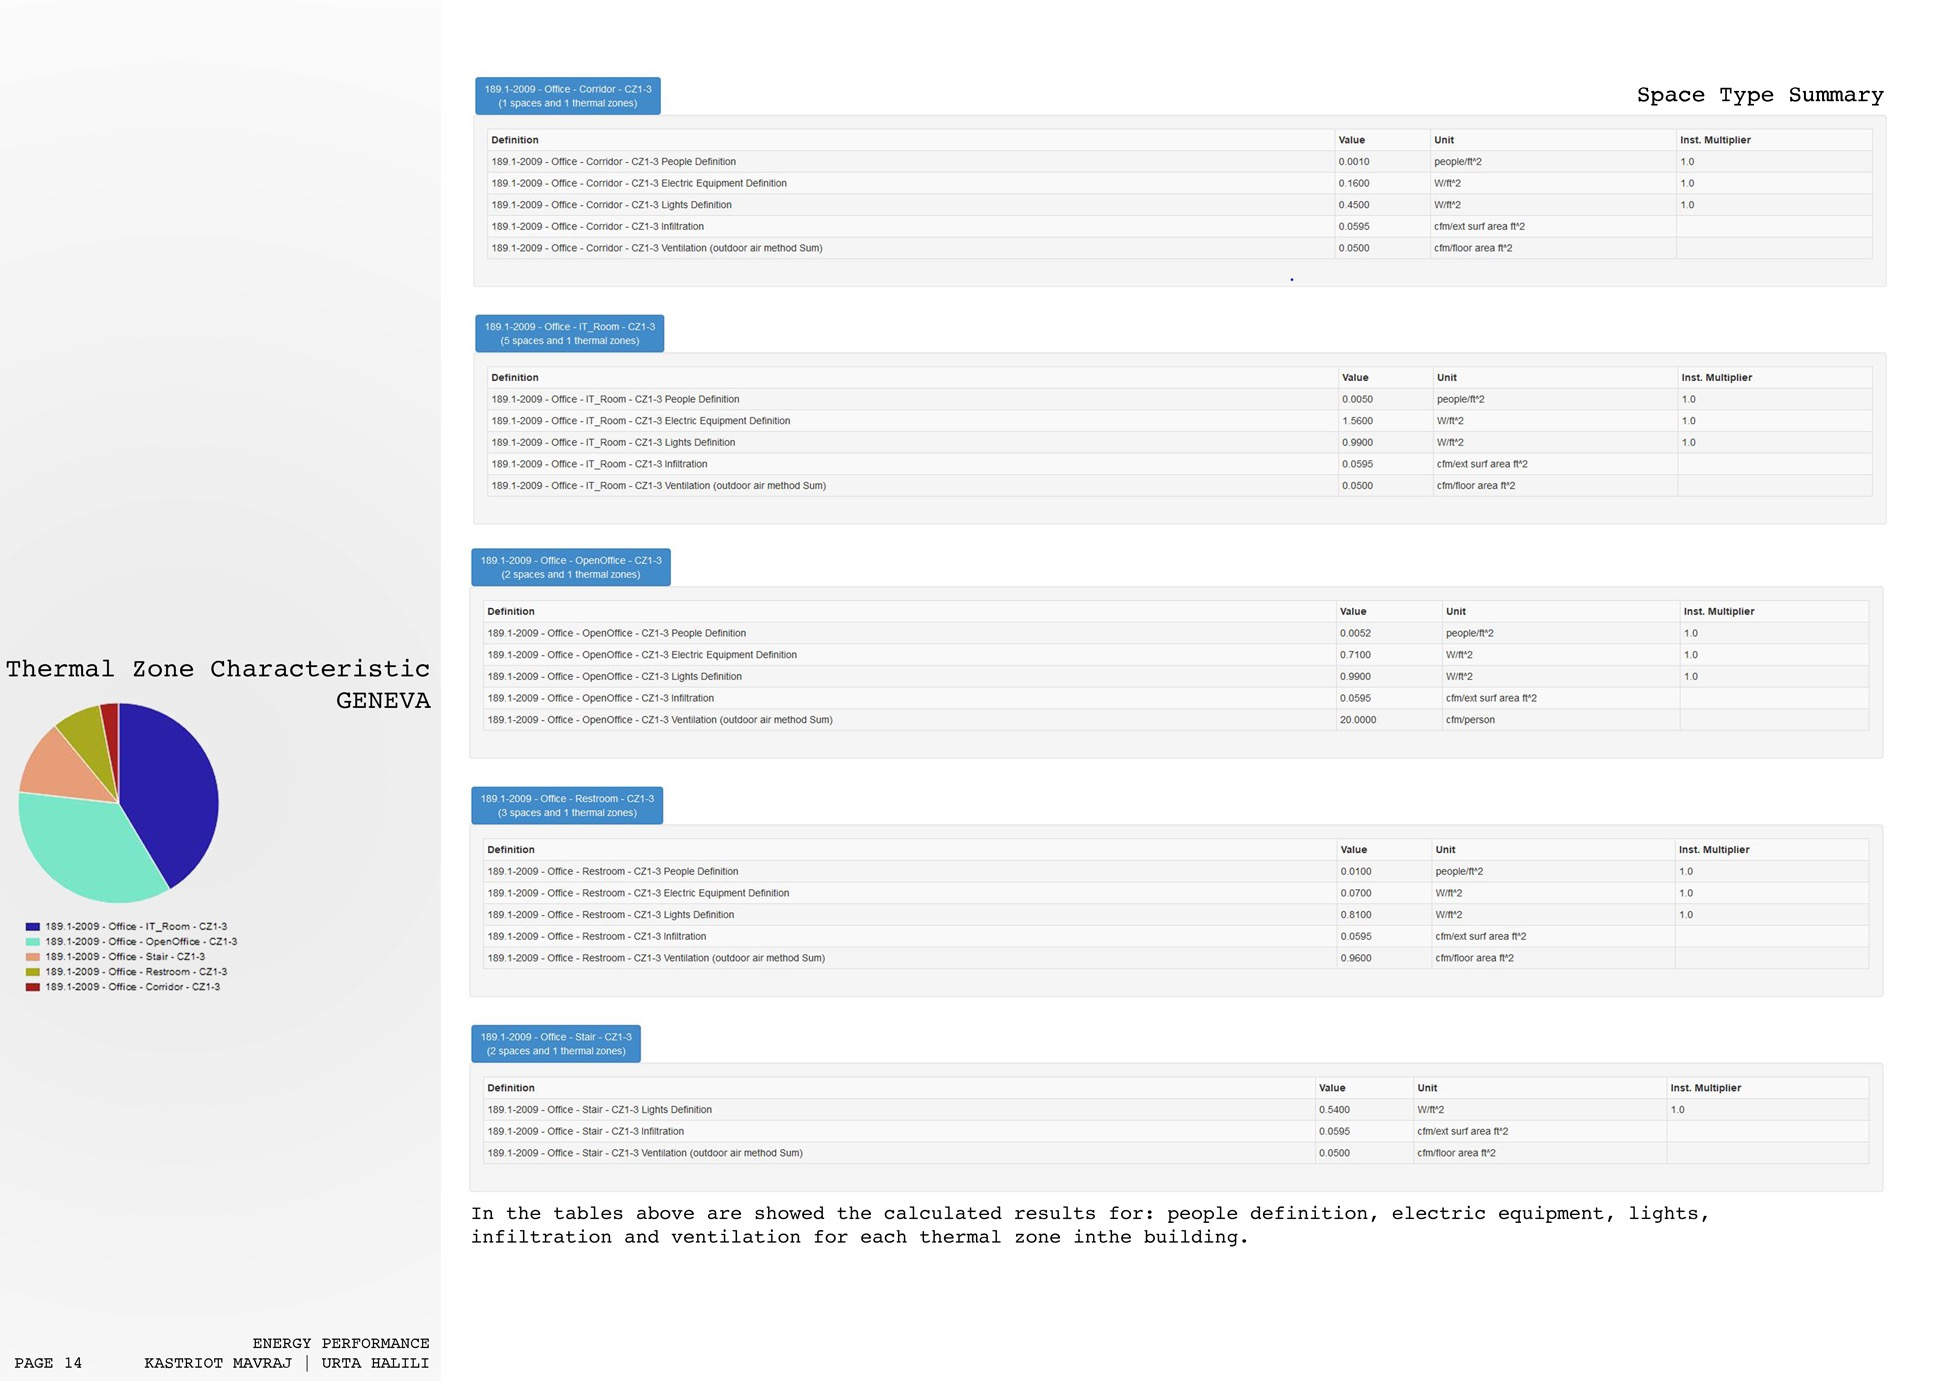 Space Type Summary
189.1-2009 - Office - Corridor - CZ1-3
(1 spaces and 1 thermal zones)
Definition Value Unit Inst. Multiplier
189.1-2009 - Office - Corridor - CZ1-3 People Definition 0.0010 people/ft^2 1.0
189.1-2009 - Office - Corridor - CZ1-3 Electric Equipment Definition 0.1600 W/ft^2 1.0
189.1-2009 - Office - Corridor - CZ1-3 Lights Definition 0.4500 W/ft^2 1.0
189.1-2009 - Office - Corridor - CZ1-3 Infiltration 0.0595 cfm/ext surf area ft^2
189.1-2009 - Office - Corridor - CZ1-3 Ventilation (outdoor air method Sum) 0.0500 cfm/floor area ft^2
189.1-2009 - Office - IT_Room - CZ1-3
(5 spaces and 1 thermal zones)
Definition Value Unit Inst. Multiplier
189.1-2009 - Office - IT_Room - CZ1-3 People Definition 0.0050 people/ft^2 1.0
189.1-2009 - Office - IT_Room - CZ1-3 Electric Equipment Definition 1.5600 W/ft^2 1.0
189.1-2009 - Office - IT_Room - CZ1-3 Lights Definition 0.9900 W/ft^2 1.0
189.1-2009 - Office - IT_Room - CZ1-3 Infiltration 0.0595 cfm/ext surf area ft^2
189.1-2009 - Office - IT_Room - CZ1-3 Ventilation (outdoor air method Sum) 0.0500 cfm/floor area ft^2
189.1-2009 - Office - OpenOffice - CZ1-3
(2 spaces and 1 thermal zones)
Definition Value Unit Inst. Multiplier
189.1-2009 - Office - OpenOffice - CZ1-3 People Definition 0.0052 people/ft^2 1.0
189.1-2009 - Office - OpenOffice - CZ1-3 Electric Equipment Definition 0.7100 W/ft^2 1.0
189.1-2009 - Office - OpenOffice - CZ1-3 Lights Definition 0.9900 W/ft^2 1.0
189.1-2009 - Office - OpenOffice - CZ1-3 Infiltration 0.0595 cfm/ext surf area ft^2
189.1-2009 - Office - OpenOffice - CZ1-3 Ventilation (outdoor air method Sum) 20.0000 cfm/person
189.1-2009 - Office - Restroom - CZ1-3
(3 spaces and 1 thermal zones)
Definition Value Unit Inst. Multiplier
189.1-2009 - Office - Restroom - CZ1-3 People Definition 0.0100 people/ft^2 1.0
189.1-2009 - Office - Restroom - CZ1-3 Electric Equipment Definition 0.0700 W/ft^2 1.0
189.1-2009 - Office - Restroom - CZ1-3 Lights Definition 0.8100 W/ft^2 1.0
189.1-2009 - Office - Restroom - CZ1-3 Infiltration 0.0595 cfm/ext surf area ft^2
189.1-2009 - Office - Restroom - CZ1-3 Ventilation (outdoor air method Sum) 0.9600 cfm/floor area ft^2
189.1-2009 - Office - Stair - CZ1-3
(2 spaces and 1 thermal zones)
Definition Value Unit Inst. Multiplier
189.1-2009 - Office - Stair - CZ1-3 Lights Definition 0.5400 W/ft^2 1.0
189.1-2009 - Office - Stair - CZ1-3 Infiltration 0.0595 cfm/ext surf area ft^2
189.1-2009 - Office - Stair - CZ1-3 Ventilation (outdoor air method Sum) 0.0500 cfm/floor area ft^2
In the tables above are showed the calculated results for: people definition, electric equipment, lights,
infiltration and ventilation for each thermal zone inthe building.
Thermal Zone Characteristic
GENEVA
189.1-2009 - Office - IT_Room - CZ1-3
189.1-2009 - Office - OpenOffice - CZ1-3
189.1-2009 - Office - Stair - CZ1-3
189.1-2009 - Office - Restroom - CZ1-3
189.1-2009 - Office - Corridor - CZ1-3
ENERGY PERFORMANCE
PAGE 14 KASTRIOT MAVRAJ | URTA HALILI